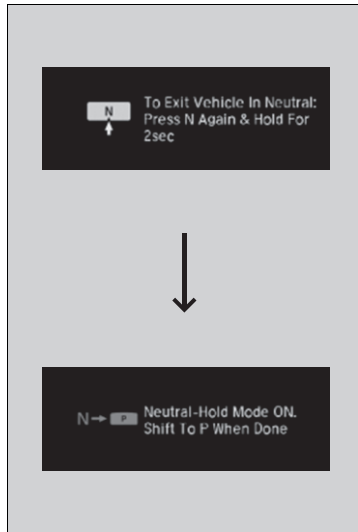 N
To Exit Vehicle In Neutral:
Press N Again & Hold For
2sec
N→ P
Neutral-Hold Mode ON.
Shift To P When Done